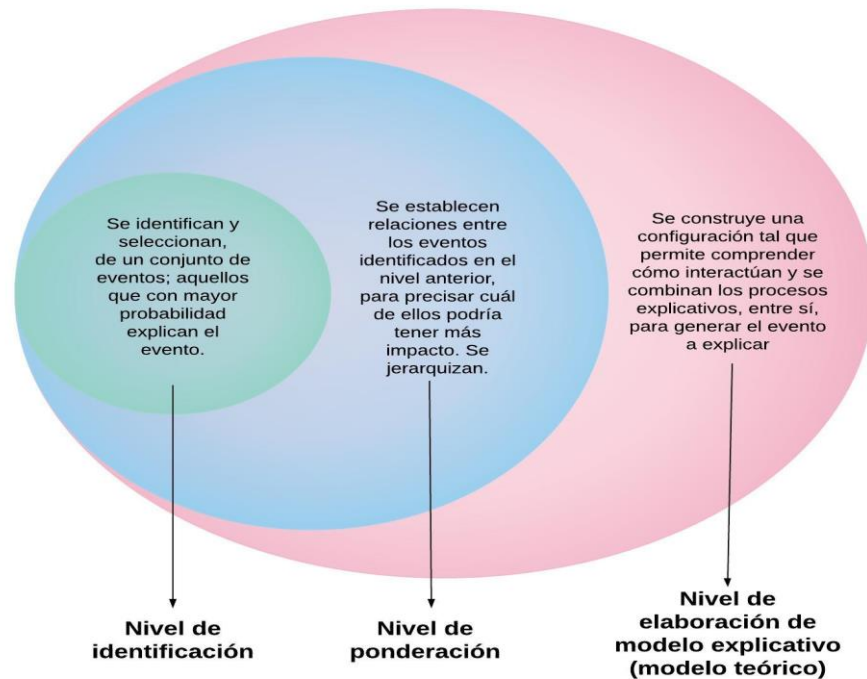 Se identifican y
seleccionan,
de un conjunto de
eventos; aquellos
que con mayor
probabilidad
explican el
evento.
Se establecen
relaciones entre
los eventos
identificados en el
nivel anterior,
para precisar cuál
de ellos podría
tener más
impacto. Se
jerarquizan.
Se construye una
configuración tal que
permite comprender
cómo interactúan y se
combinan los procesos
explicativos, entre sí,
para generar el evento
a explicar
Nivel de
identificación
Nivel de
ponderación
Nivel de
elaboración de
modelo explicativo
(modelo teórico)